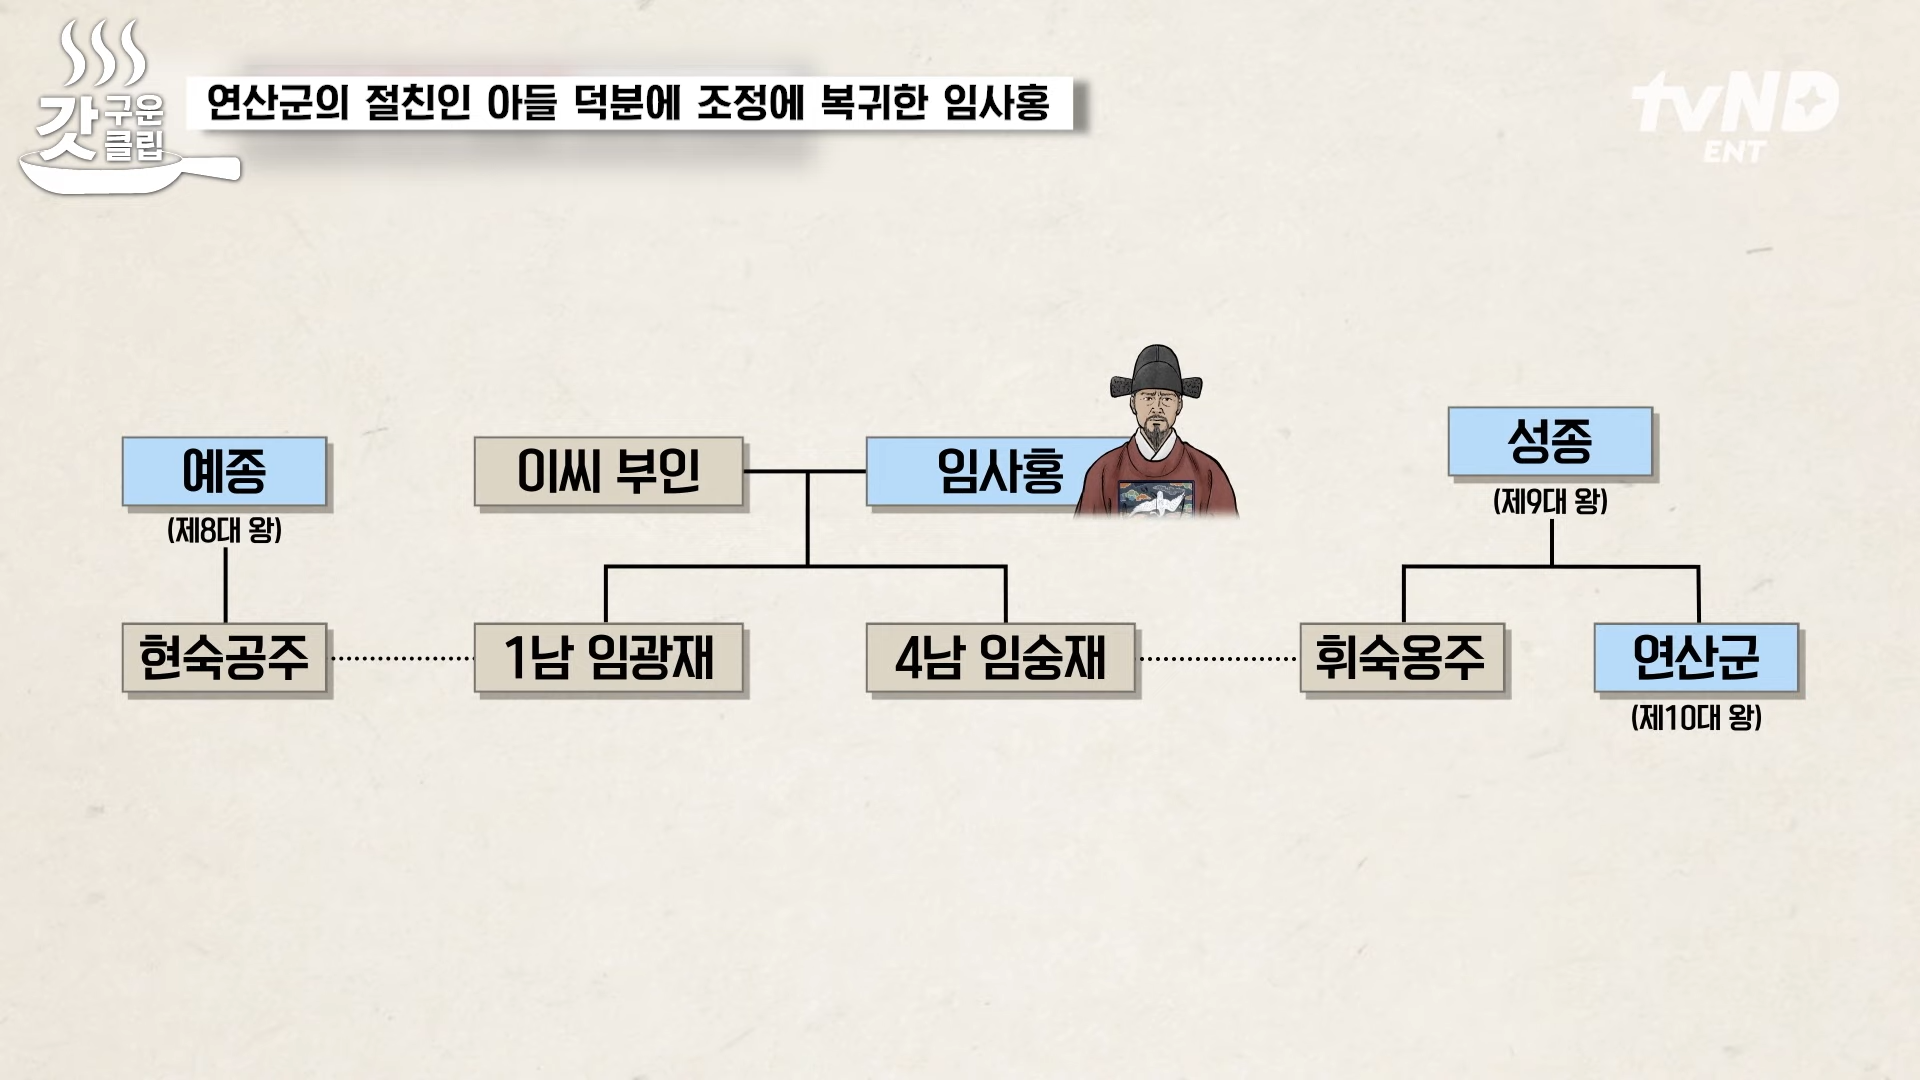 갓구운클립
연산군의 절친인 아들 덕분에 조정에 복귀한 임사홍
tvND
ENT
예종
(제8대 왕)
이씨 부인
임사홍
성종
(제9대 왕)
현숙공주
1남 임광재
4남 임숭재
휘숙옹주
연산군
(제10대 왕)